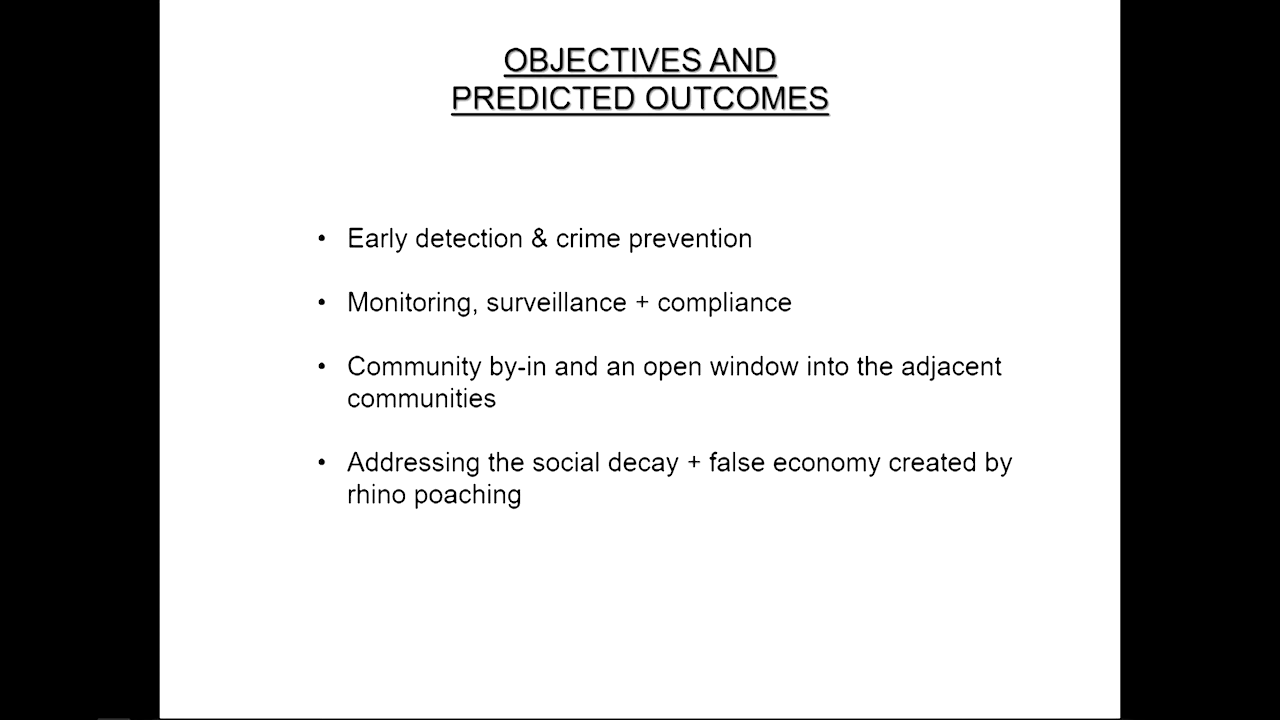 OBJECTIVES AND
PREDICTED OUTCOMES
• Early detection & crime prevention
• Monitoring, surveillance + compliance
• Community by-in and an open window into the adjacent
communities
• Addressing the social decay + false economy created by
rhino poaching